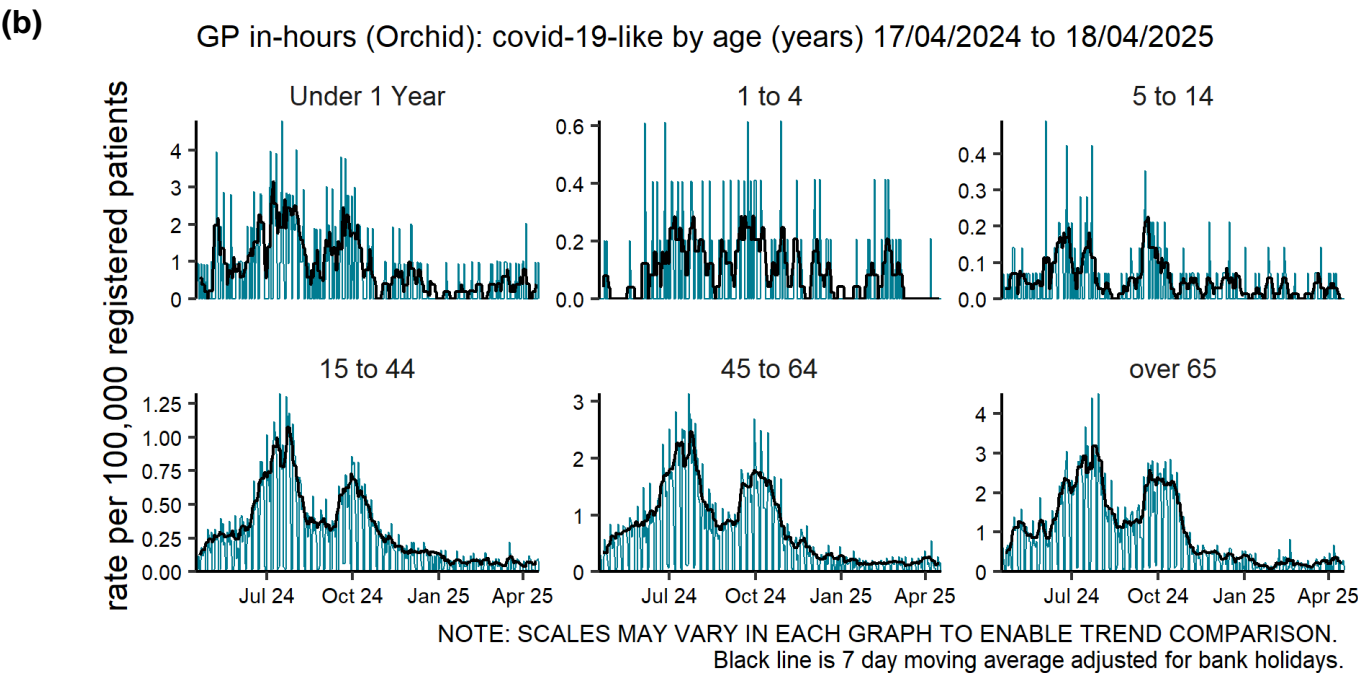 (b)
GP in-hours (Orchid): covid-19-like by age (years) 17/04/2024 to 18/04/2025
rate per 100,000 registered patients
Under 1 Year
4
3
2
1
0
1 to 4
0.6
0.4
0.2
0.0
5 to 14
0.4
0.3
0.2
0.1
0.0
15 to 44
1.25
1.00
0.75
0.50
0.25
0.00
Jul 24 Oct 24 Jan 25 Apr 25
45 to 64
3
2
1
0
Jul 24 Oct 24 Jan 25 Apr 25
over 65
4
3
2
1
0
Jul 24 Oct 24 Jan 25 Apr 25
NOTE: SCALES MAY VARY IN EACH GRAPH TO ENABLE TREND COMPARISON.
Black line is 7 day moving average adjusted for bank holidays.